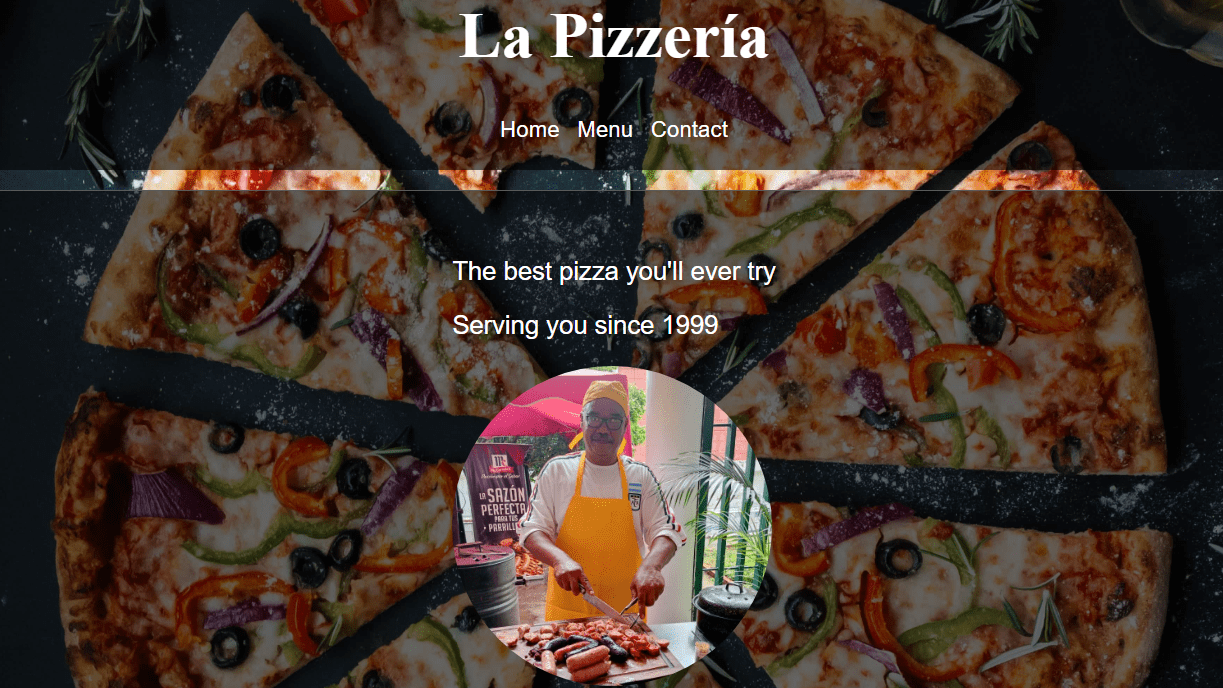 La Pizzería
Home Menu Contact
The best pizza you'll ever try
Serving you since 1999
LA SAZÓN
PERFECTA
PARA TUS
PARRILL